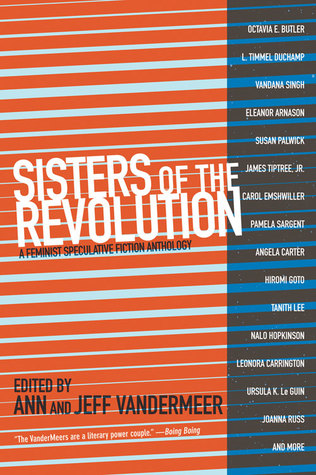 OCTAVIA E. BUTLER
L. TIMMEL DUCHAMP
VANDANA SINGH
ELEANOR ARNASON
SUSAN PALWICK
JAMES TIPTREE, JR.
CAROL EMSHWILLER
PAMELA SARGENT
ANGELA CARTER
HIROMI GOTO
TANITH LEE
NALO HOPKINSON
LEONORA CARRINGTON
URSULA K. Le GUIN
JOANNA RUSS
AND MORE
SISTERS OF THE
REVOLUTION
A FEMINIST SPECULATIVE FICTION ANTHOLOGY
EDITED BY
ANN AND JEFF VANDERMEER
"The VanderMeers are a literary power couple." —Boing Boing